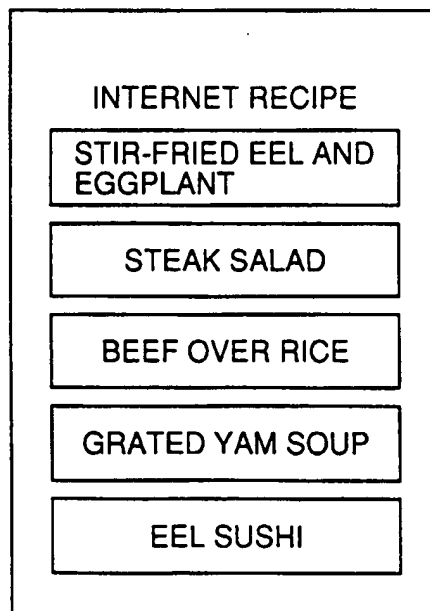 INTERNET RECIPE
STIR-FRIED EEL AND
EGGPLANT
STEAK SALAD
BEEF OVER RICE
GRATED YAM SOUP
EEL SUSHI